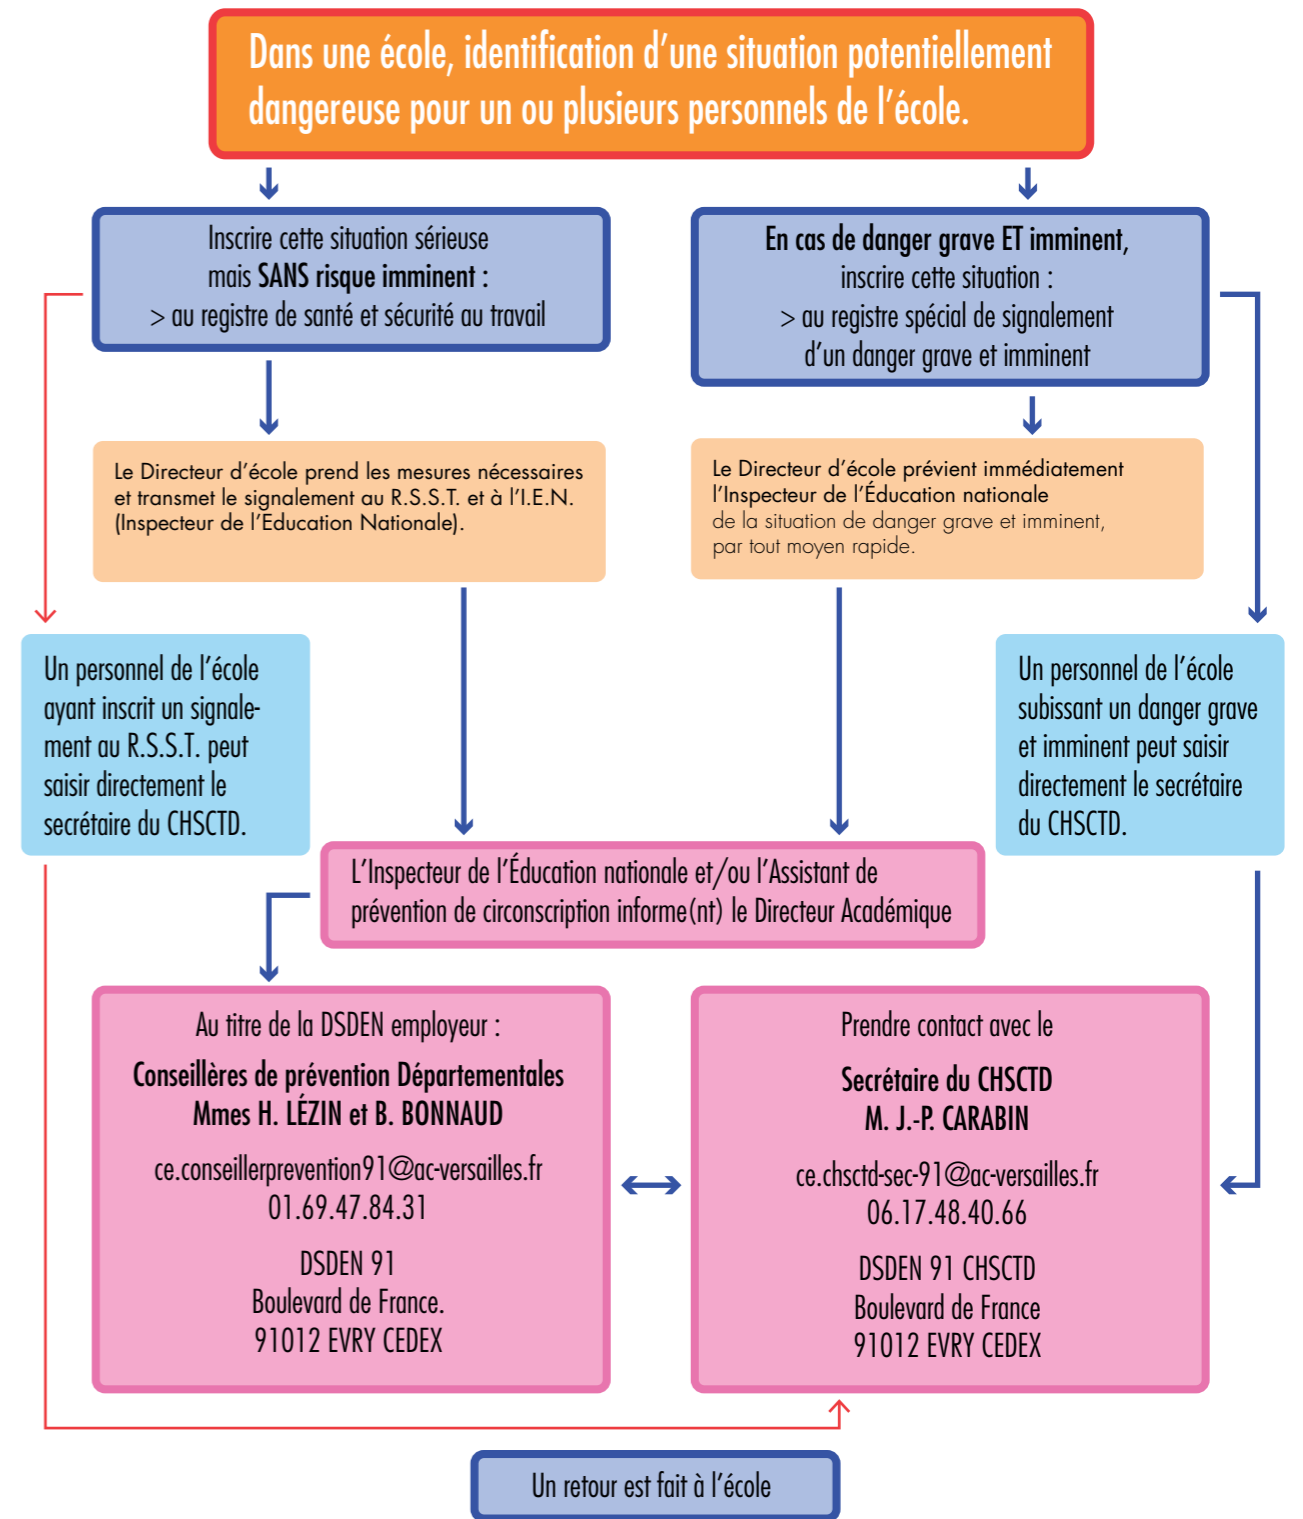 Dans une école, identification d'une situation potentiellement
dangereuse pour un ou plusieurs personnels de l'école.
Inscrire cette situation sérieuse
mais SANS risque imminent :
> au registre de santé et sécurité au travail
En cas de danger grave ET imminent,
inscrire cette situation :
> au registre spécial de signalement
d'un danger grave et imminent
Le Directeur d'école prend les mesures nécessaires
et transmet le signalement au R.S.S.T. et à l'I.E.N.
(Inspecteur de l'Education Nationale).
Le Directeur d'école prévient immédiatement
l'Inspecteur de l'Éducation nationale
de la situation de danger grave et imminent,
par tout moyen rapide.
Un personnel de l'école
ayant inscrit un signale-
ment au R.S.S.T. peut
saisir directement le
secrétaire du CHSCTD.
Un personnel de l'école
subissant un danger grave
et imminent peut saisir
directement le secrétaire
du CHSCTD.
L'Inspecteur de l'Éducation nationale et/ou l'Assistant de
prévention de circonscription informe(nt) le Directeur Académique
Au titre de la DSDEN employeur :
Conseillères de prévention Départementales
Mmes H. LÉZIN et B. BONNAUD
ce.conseillerprevention91@ac-versailles.fr
01.69.47.84.31
DSDEN 91
Boulevard de France.
91012 EVRY CEDEX
Prendre contact avec le
Secrétaire du CHSCTD
M. J.-P. CARABIN
ce.chsctd-sec-91@ac-versailles.fr
06.17.48.40.66
DSDEN 91 CHSCTD
Boulevard de France
91012 EVRY CEDEX
Un retour est fait à l'école